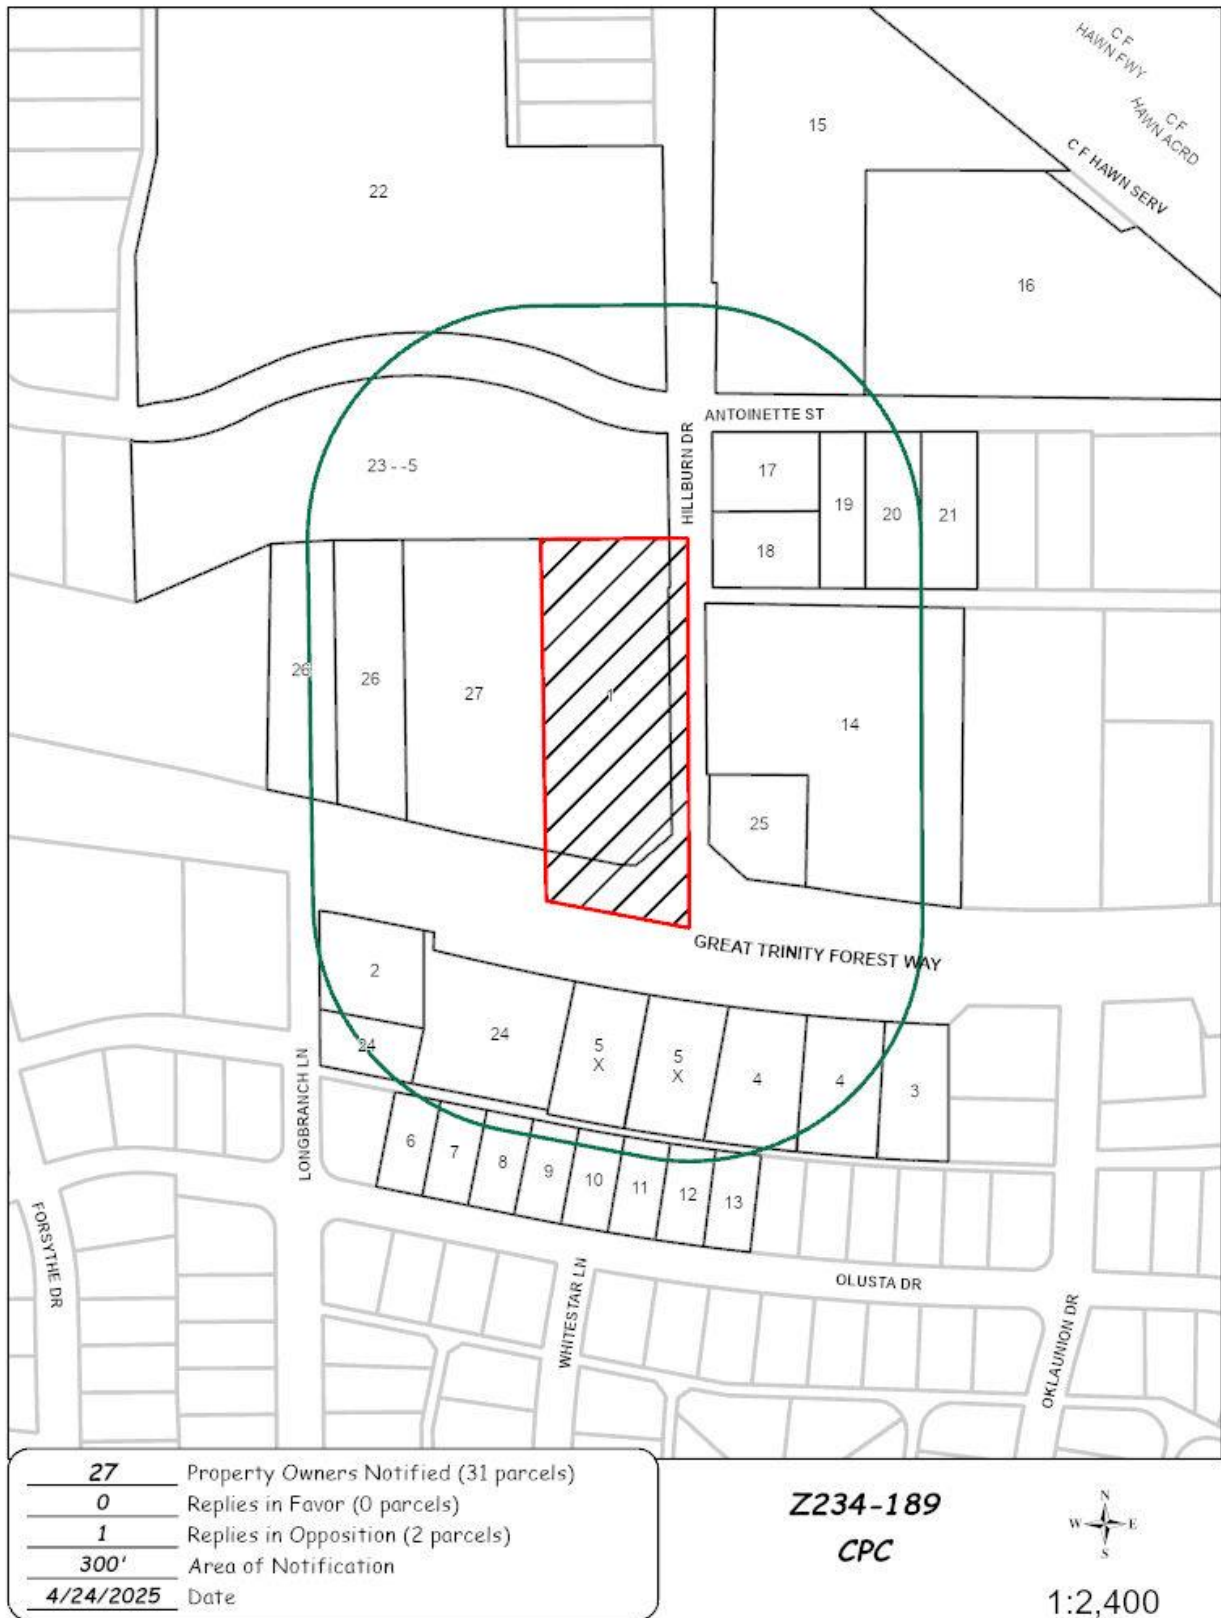 C F
HAWN FWY
C F
HAWN ACRD
C F HAWN SERV
15
22
16
ANTOINETTE ST
HILLBURN DR
23 - -5
17
19
20
21
18
26
26
27
1
14
25
GREAT TRINITY FOREST WAY
2
24
24
5
X
5
X
4
4
3
LONGBRANCH LN
6
7
8
9
10
11
12
13
FORSYTHE DR
WHITESTAR LN
OLUSTA DR
OKLAUNION DR
27 Property Owners Notified (31 parcels)
0 Replies in Favor (0 parcels)
1 Replies in Opposition (2 parcels)
300' Area of Notification
4/24/2025 Date
Z234-189
CPC
N
W E
S
1:2,400